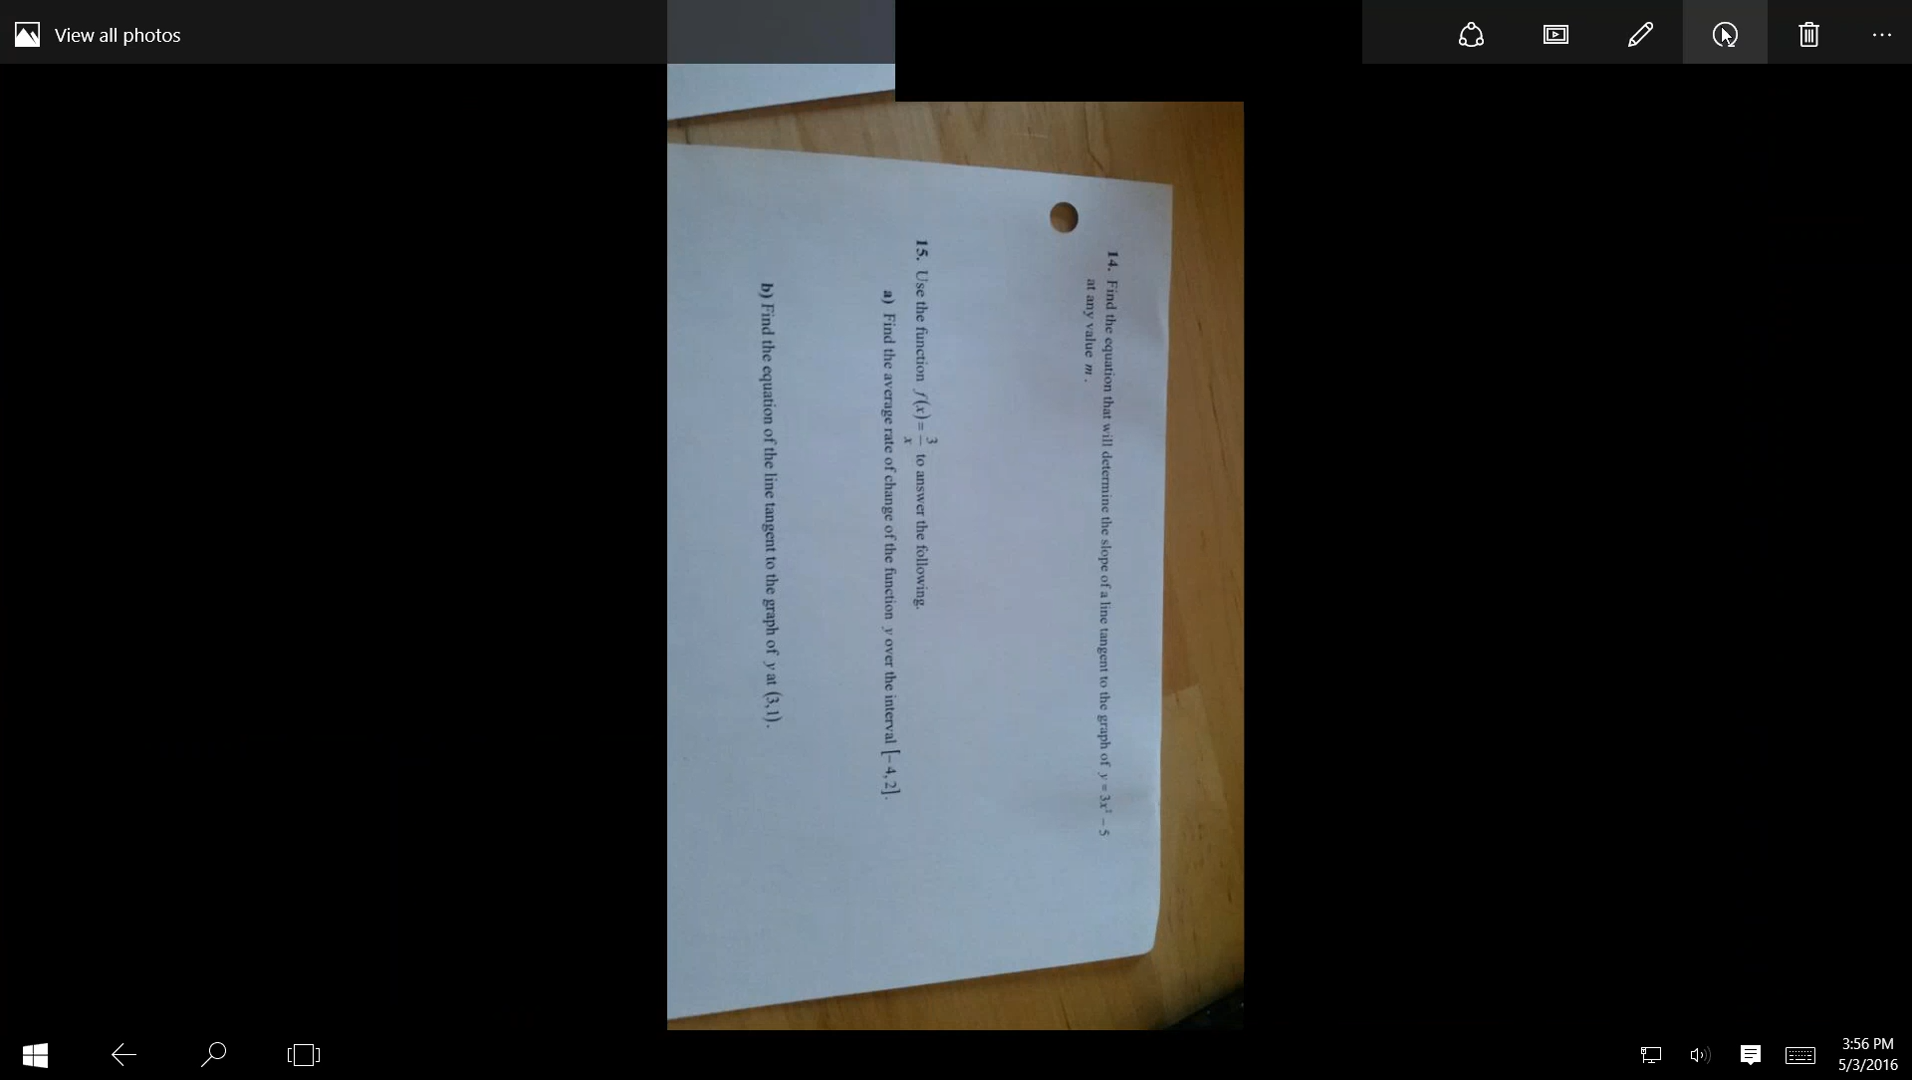 View all photos
14. Find the equation that will determine the slope of a line tangent to the graph of y = 3x² − 5
at any value m.
15. Use the function f(x) = 3/x to answer the following.
a) Find the average rate of change of the function y over the interval [− 4, 2].
b) Find the equation of the line tangent to the graph of y at (3, 1).
3:56 PM
5/3/2016